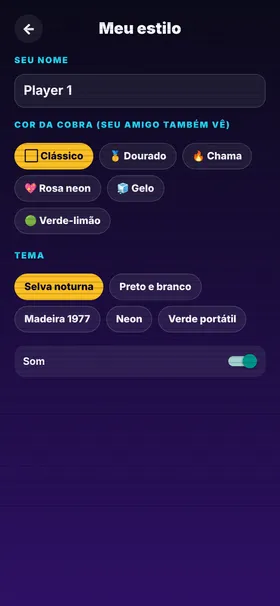 Meu estilo
SEU NOME
Player 1
COR DA COBRA (SEU AMIGO TAMBÉM VÊ)
Clássico
🏅 Dourado
🔥 Chama
💖 Rosa neon
🧊 Gelo
🟢 Verde-limão
TEMA
Selva noturna
Preto e branco
Madeira 1977
Neon
Verde portátil
Som